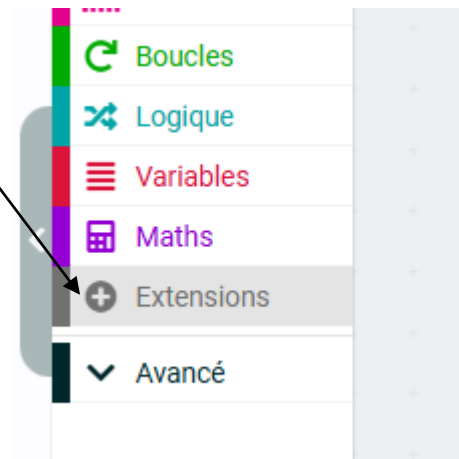 Boucles
Logique
Variables
Maths
Extensions
Avancé